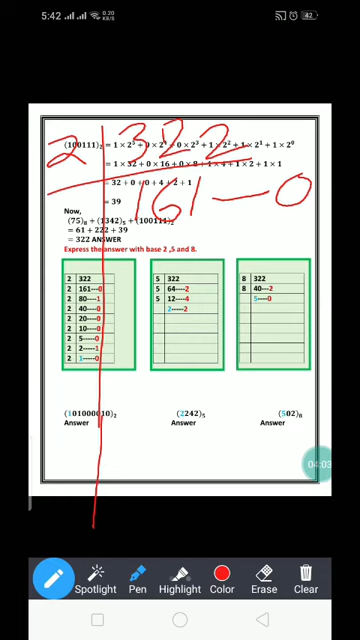 5:42
0.20
KB/S
42
(100111)₂ = 1 × 2⁵ + 0 × 2⁴ + 0 × 2³ + 1 × 2² + 1 × 2¹ + 1 × 2⁰
= 1 × 32 + 0 × 16 + 0 × 8 + 1 × 4 + 1 × 2 + 1 × 1
= 32 + 0 + 0 + 4 + 2 + 1
= 39
2 322
161 — 0
Now,
(75)₈ + (1342)₅ + (100111)₂
= 61 + 222 + 39
= 322 ANSWER
Express the answer with base 2 ,5 and 8.
2 322
2 161---0
2 80----1
2 40----0
2 20----0
2 10----0
2 5-----0
2 2-----1
2 1-----0
5 322
5 64----2
5 12----4
2-----2
8 322
8 40---2
5----0
(101000010)₂
Answer
(2242)₅
Answer
(502)₈
Answer
04:03
Spotlight
Pen
Highlight
Color
Erase
Clear